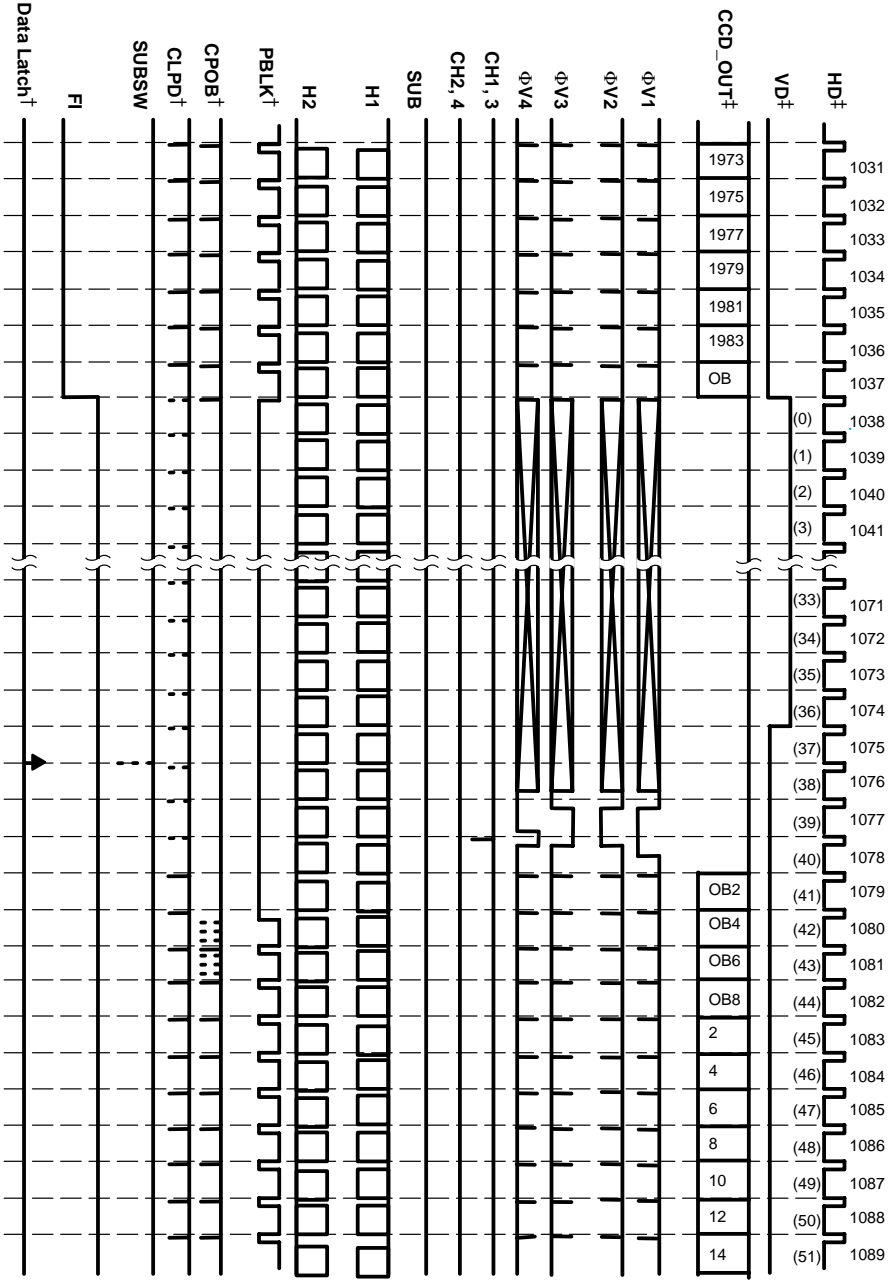 HD‡
VD‡
CCD_OUT‡
ΦV1
ΦV2
ΦV3
ΦV4
CH1, 3
CH2, 4
SUB
H1
H2
PBLK†
CPOB†
CLPD†
SUBSW
FI
Data Latch†
1031
1032
1033
1034
1035
1036
1037
1038
1039
1040
1041
1071
1072
1073
1074
1075
1076
1077
1078
1079
1080
1081
1082
1083
1084
1085
1086
1087
1088
1089
(0)
(1)
(2)
(3)
(33)
(34)
(35)
(36)
(37)
(38)
(39)
(40)
(41)
(42)
(43)
(44)
(45)
(46)
(47)
(48)
(49)
(50)
(51)
1973
1975
1977
1979
1981
1983
OB
OB2
OB4
OB6
OB8
2
4
6
8
10
12
14